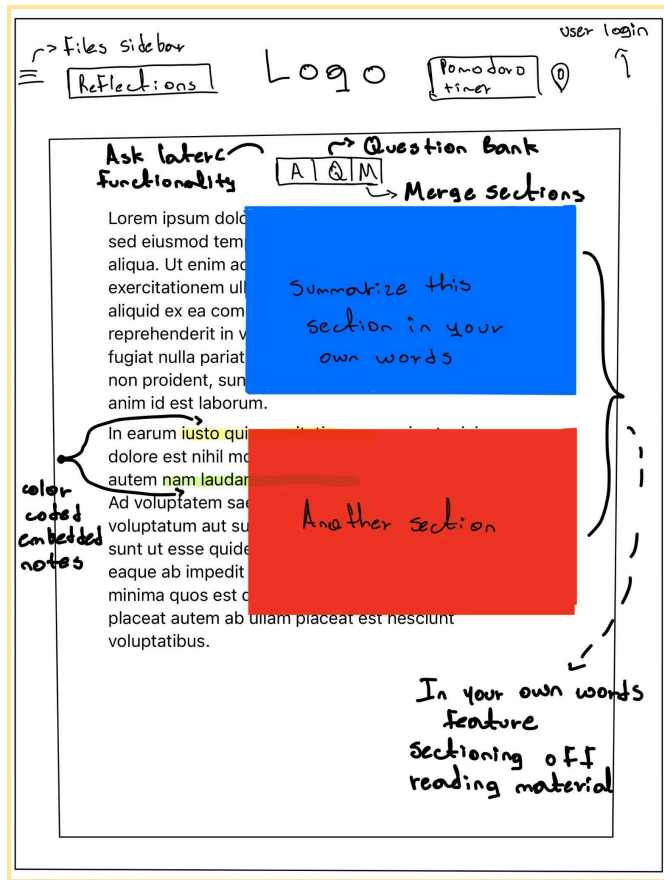 user login
Files sidebar
Reflections
Logo
Pomodoro
timer
Ask later
functionality
Question Bank
A Q M
Merge sections
Lorem ipsum dolo
sed eiusmod tem
aliqua. Ut enim ad
exercitationem ull
aliquid ex ea com
reprehenderit in v
fugiat nulla pariat
non proident, sun
anim id est laborum.
Summarize this
section in your
own words
In earum iusto qui
dolore est nihil mo
autem nam laudan
Ad voluptatem sae
voluptatum aut su
sunt ut esse quide
eaque ab impedit
minima quos est d
placeat autem ab ullam placeat est nesciunt
voluptatibus.
Another section
color
coded
embedded
notes
In your own words
feature
sectioning off
reading material